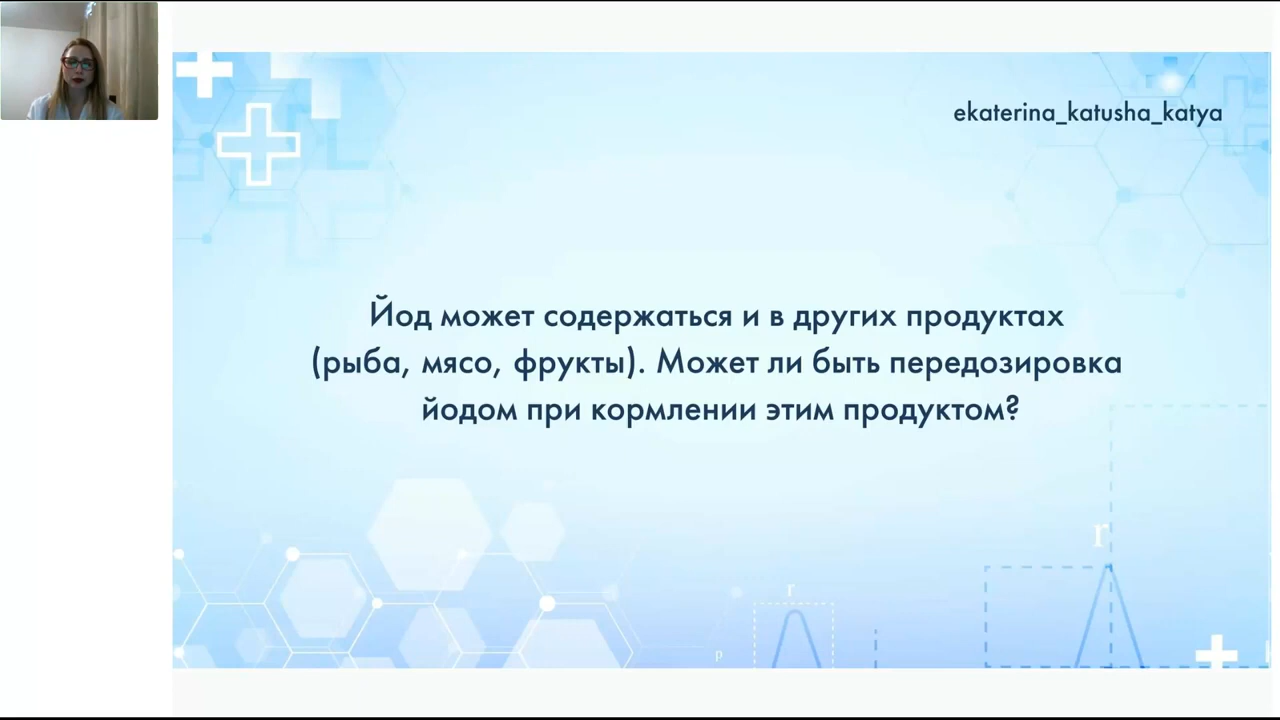 ekaterina_katusha_katya
Йод может содержаться и в других продуктах
(рыба, мясо, фрукты). Может ли быть передозировка
йодом при кормлении этим продуктом?
r
r
p